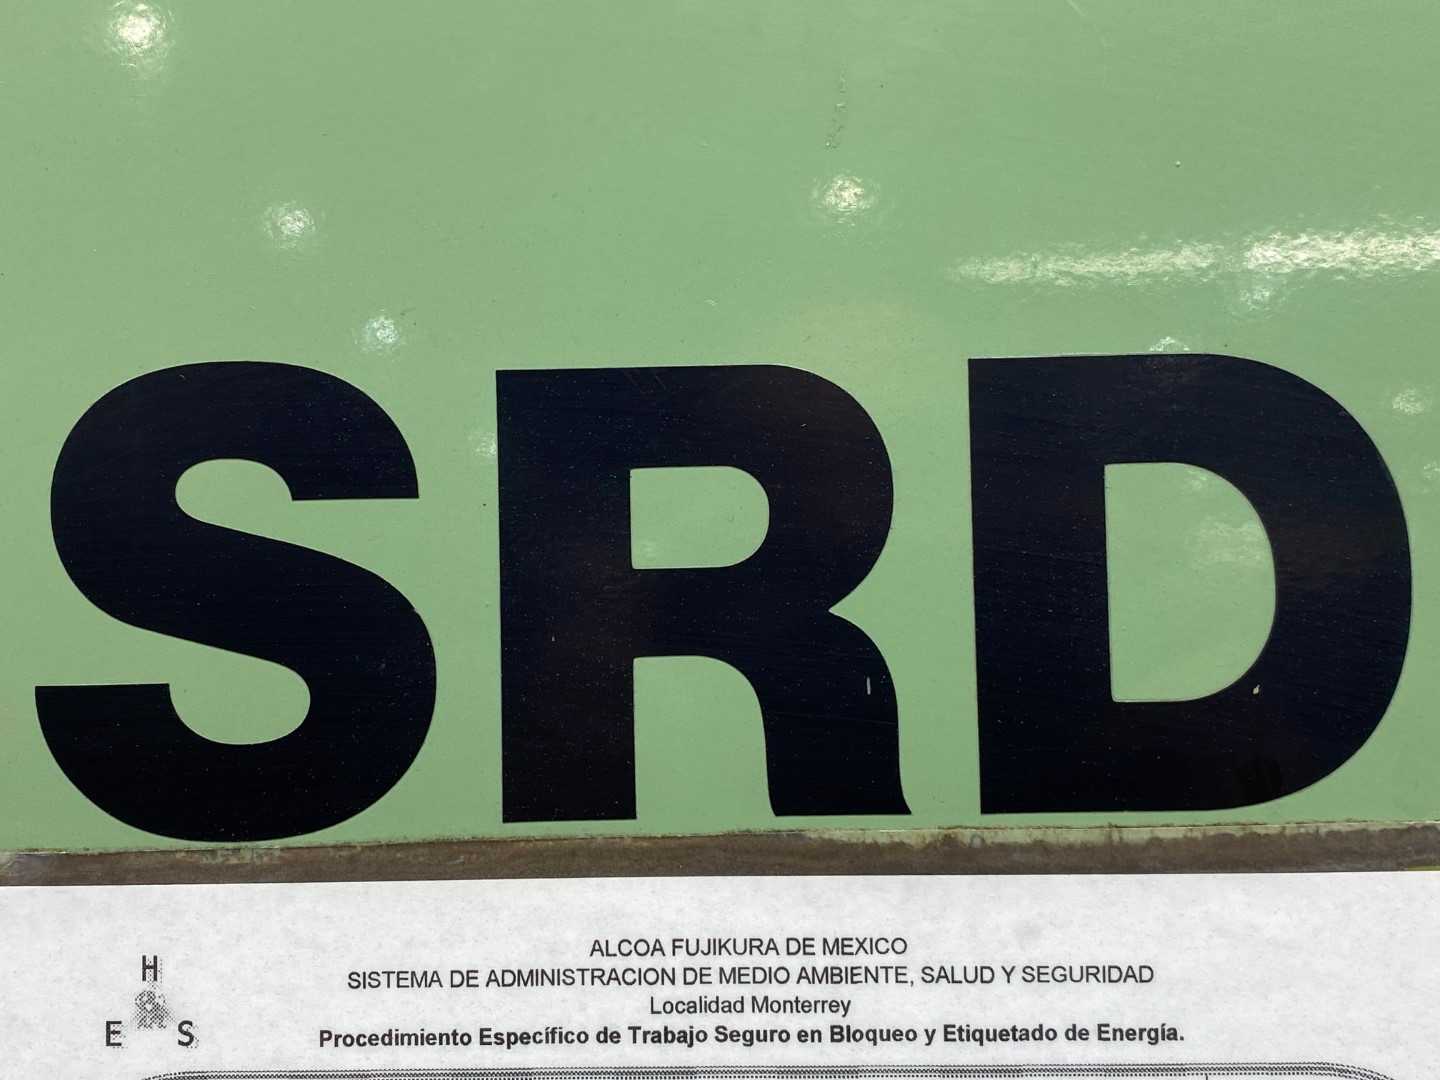 SRD
ALCOA FUJIKURA DE MEXICO
SISTEMA DE ADMINISTRACION DE MEDIO AMBIENTE, SALUD Y SEGURIDAD
Localidad Monterrey
Procedimiento Específico de Trabajo Seguro en Bloqueo y Etiquetado de Energía.
H
E S